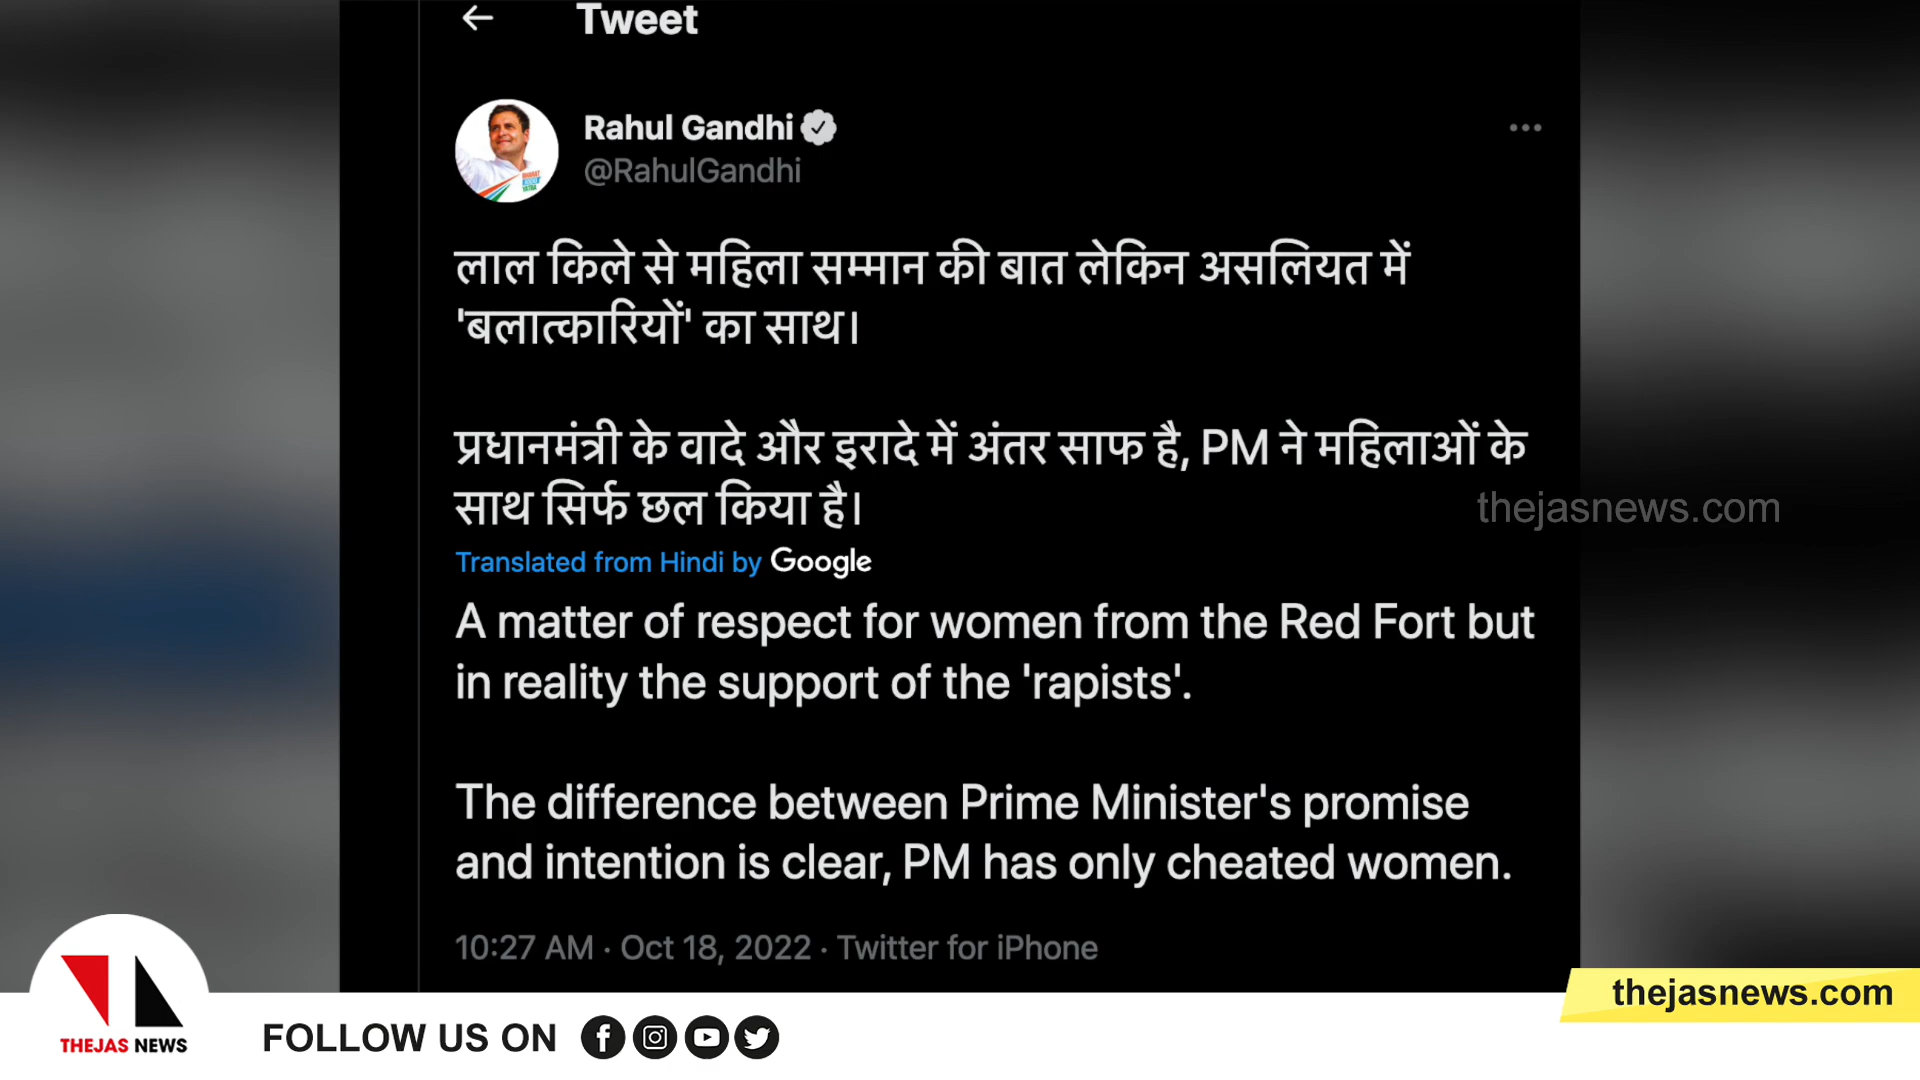 Tweet
Rahul Gandhi
@RahulGandhi
लाल किले से महिला सम्मान की बात लेकिन असलियत में
'बलात्कारियों' का साथ।
प्रधानमंत्री के वादे और इरादे में अंतर साफ है, PM ने महिलाओं के
साथ सिर्फ छल किया है।
thejasnews.com
Translated from Hindi by Google
A matter of respect for women from the Red Fort but
in reality the support of the 'rapists'.
The difference between Prime Minister's promise
and intention is clear, PM has only cheated women.
10:27 AM · Oct 18, 2022 · Twitter for iPhone
thejasnews.com
THEJAS NEWS
FOLLOW US ON